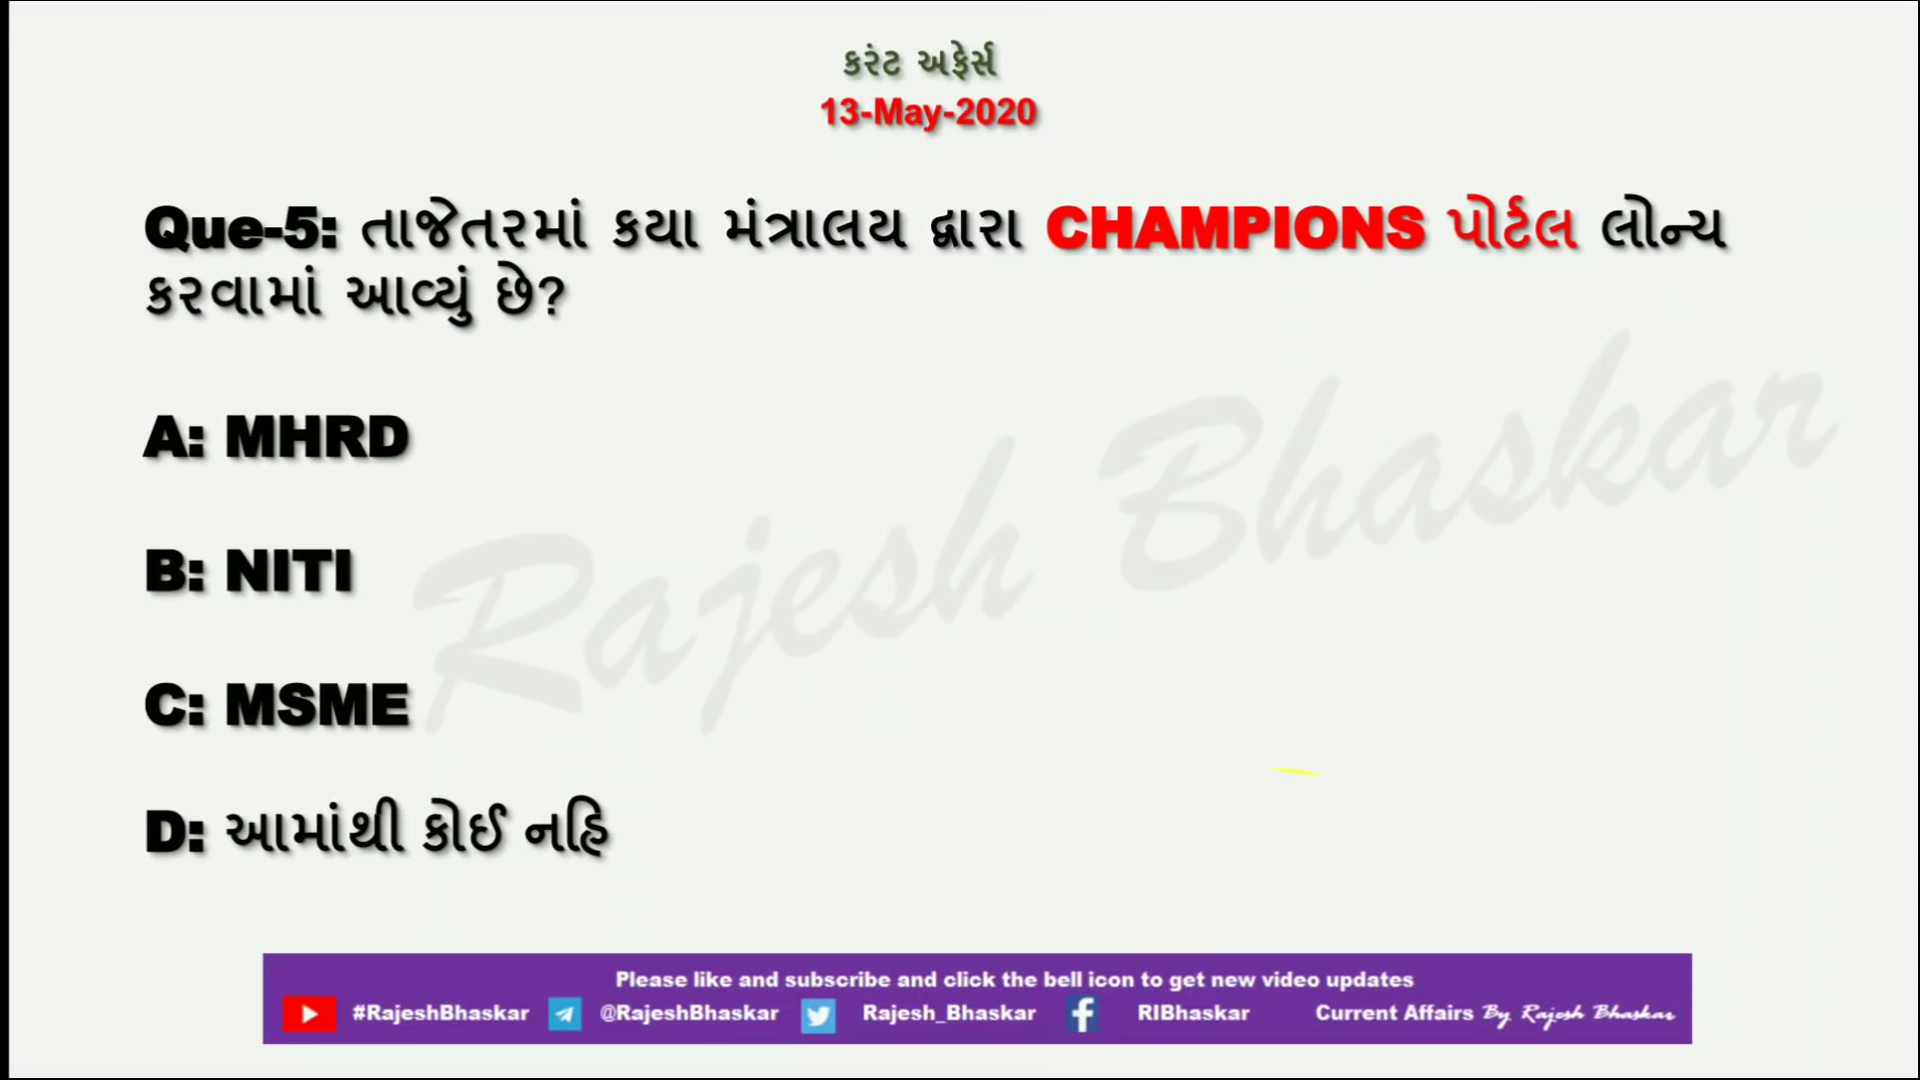 કરંટ અફેર્સ
13-May-2020
Que-5: તાજેતરમાં કયા મંત્રાલય દ્વારા CHAMPIONS પોર્ટલ લોન્ચ
કરવામાં આવ્યું છે?
A: MHRD
B: NITI
C: MSME
D: આમાંથી કોઈ નહિ
Rajesh Bhaskar
Please like and subscribe and click the bell icon to get new video updates
#RajeshBhaskar @RajeshBhaskar Rajesh_Bhaskar f RIBhaskar Current Affairs By Rajesh Bhaskar